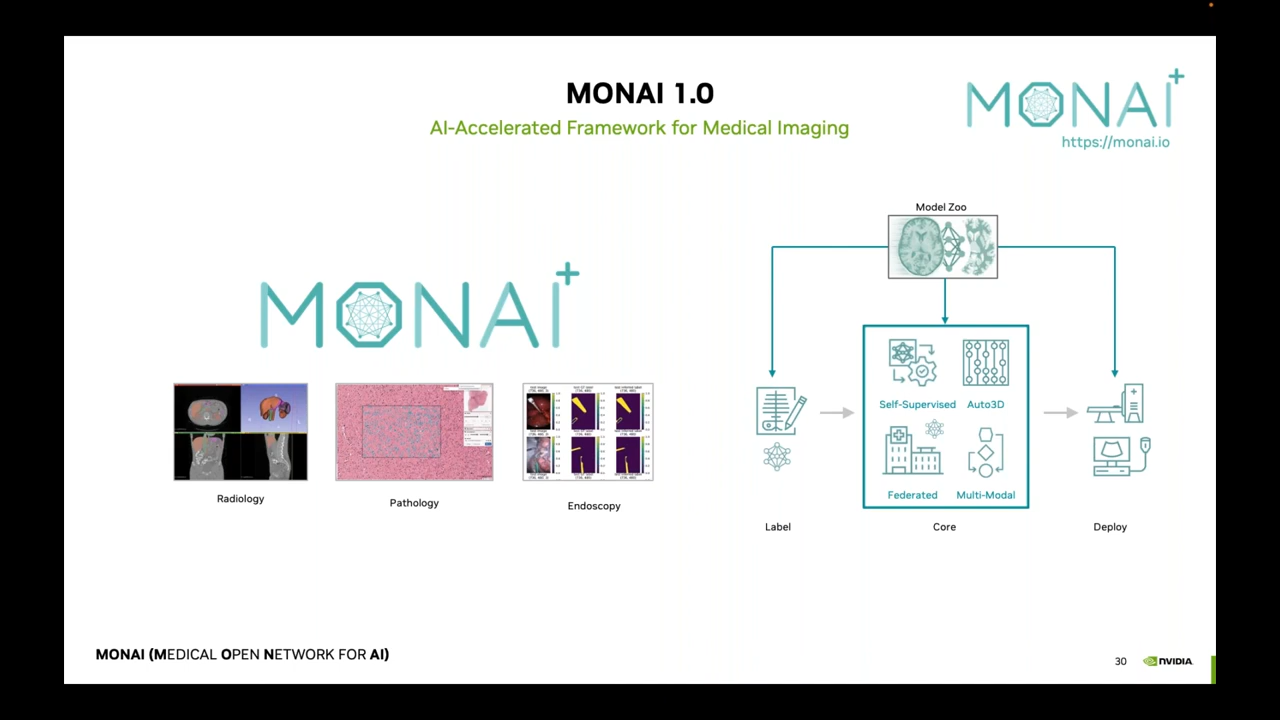 MONAI 1.0
AI-Accelerated Framework for Medical Imaging
MONAI+
https://monai.io
MONAI+
Radiology
Pathology
Endoscopy
Model Zoo
Self-Supervised
Auto3D
Federated
Multi-Modal
Label
Core
Deploy
MONAI (MEDICAL OPEN NETWORK FOR AI)
30
NVIDIA